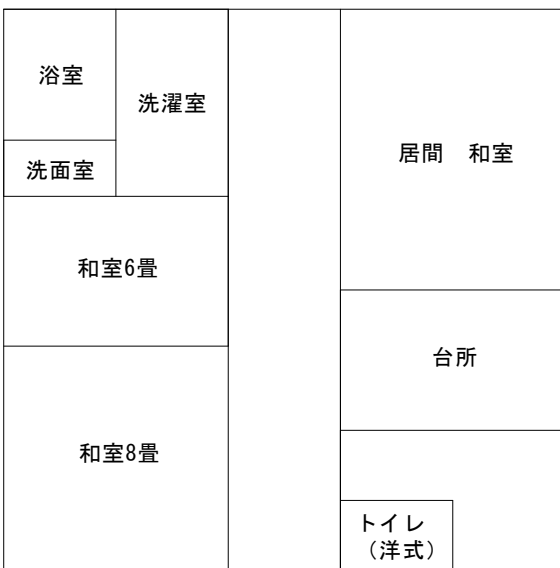 浴室
洗濯室
居間　和室
洗面室
和室6畳
台所
和室8畳
トイレ
（洋式）